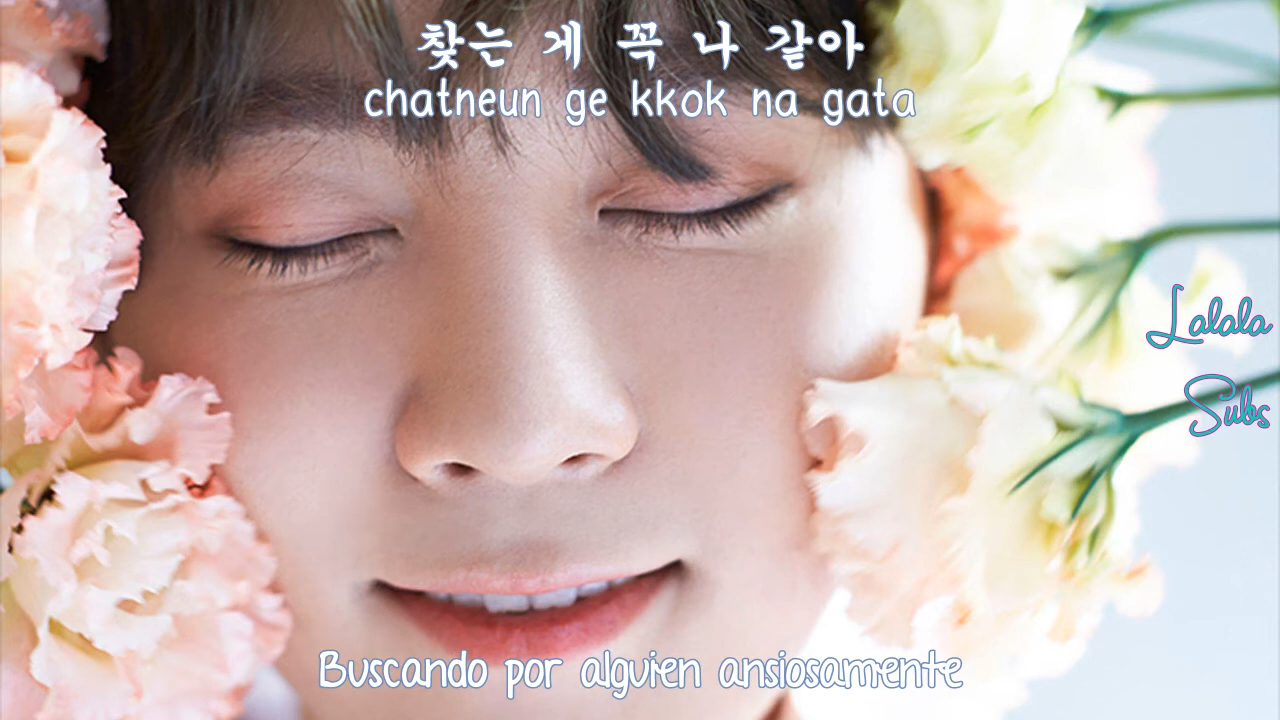 찾는 게 꼭 나 같아
chatneun ge kkok na gata
Lalala
Subs
Buscando por alguien ansiosamente